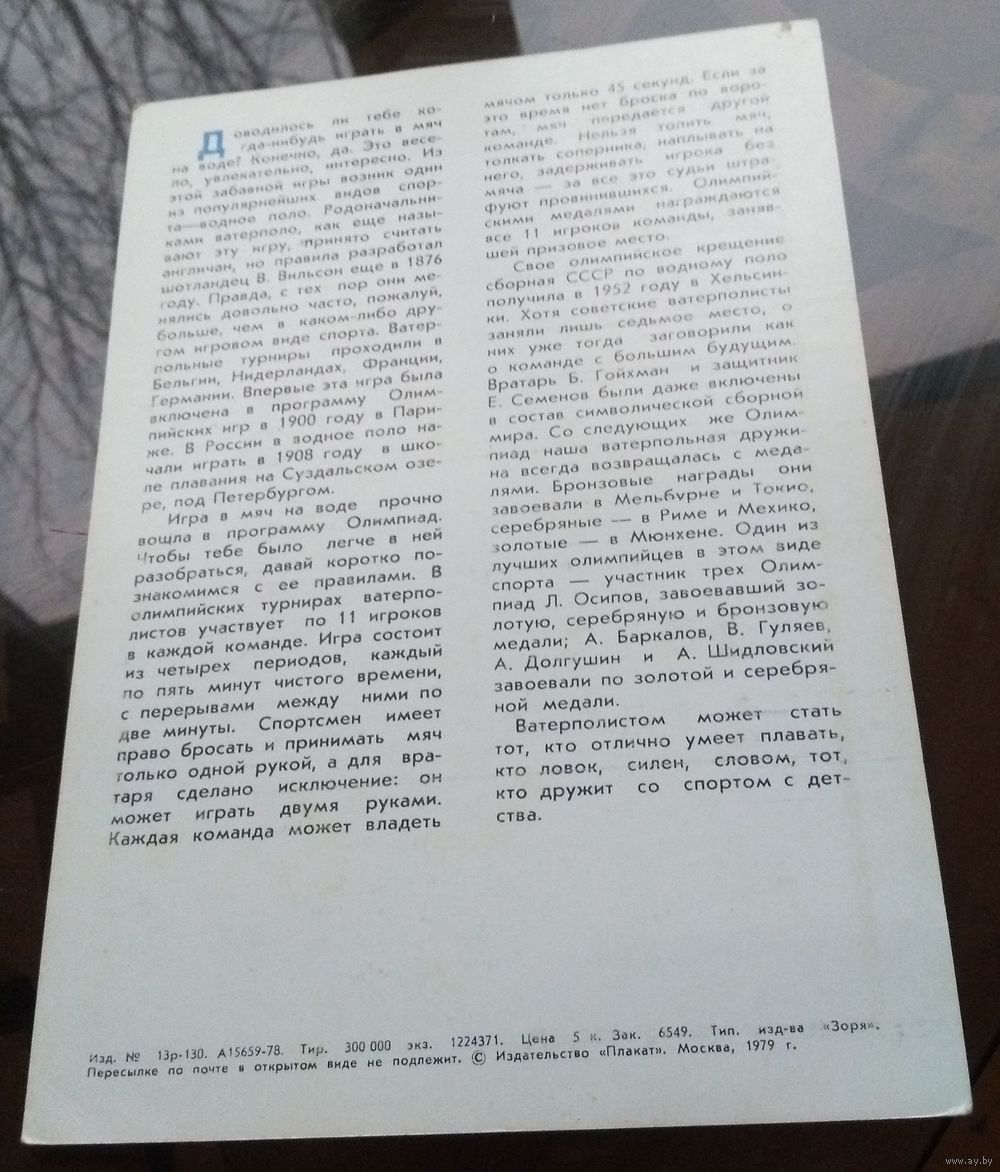 Доводилось ли тебе ко-
гда-нибудь играть в мяч
на воде? Конечно, да. Это весе-
ло, увлекательно, интересно. Из
этой забавной игры возник один
из популярнейших видов спор-
та—водное поло. Родоначальни-
ками ватерполо, как еще назы-
вают эту игру, принято считать
англичан, но правила разработал
шотландец В. Вильсон еще в 1876
году. Правда, с тех пор они ме-
нялись довольно часто, пожалуй,
больше, чем в каком-либо дру-
гом игровом виде спорта. Ватер-
польные турниры проходили в
Бельгии, Нидерландах, Франции,
Германии. Впервые эта игра была
включена в программу Олим-
пийских игр в 1900 году в Пари-
же. В России в водное поло на-
чали играть в 1908 году в шко-
ле плавания на Суздальском озе-
ре, под Петербургом.
Игра в мяч на воде прочно
вошла в программу Олимпиад.
Чтобы тебе было легче в ней
разобраться, давай коротко по-
знакомимся с ее правилами. В
олимпийских турнирах ватерпо-
листов участвует по 11 игроков
в каждой команде. Игра состоит
из четырех периодов, каждый
по пять минут чистого времени,
с перерывами между ними по
две минуты. Спортсмен имеет
право бросать и принимать мяч
только одной рукой, а для вра-
таря сделано исключение: он
может играть двумя руками.
Каждая команда может владеть
мячом только 45 секунд. Если за
это время нет броска по воро-
там, мяч передается другой
команде. Нельзя топить мяч,
толкать соперника, наплывать на
него, задерживать игрока без
мяча — за все это судьи штра-
фуют провинившихся. Олимпий-
скими медалями награждаются
все 11 игроков команды, заняв-
шей призовое место.
Свое олимпийское крещение
сборная СССР по водному поло
получила в 1952 году в Хельсин-
ки. Хотя советские ватерполисты
заняли лишь седьмое место, о
них уже тогда заговорили как
о команде с большим будущим.
Вратарь Б. Гойхман и защитник
Е. Семенов были даже включены
в состав символической сборной
мира. Со следующих же Олим-
пиад наша ватерпольная дружи-
на всегда возвращалась с меда-
лями. Бронзовые награды они
завоевали в Мельбурне и Токио,
серебряные — в Риме и Мехико,
золотые — в Мюнхене. Один из
лучших олимпийцев в этом виде
спорта — участник трех Олим-
пиад Л. Осипов, завоевавший зо-
лотую, серебряную и бронзовую
медали; А. Баркалов, В. Гуляев,
А. Долгушин и А. Шидловский
завоевали по золотой и серебря-
ной медали.
Ватерполистом может стать
тот, кто отлично умеет плавать,
кто ловок, силен, словом, тот,
кто дружит со спортом с дет-
ства.
Изд. № 13р-130. А15659-78. Тир. 300 000 экз. 1224371. Цена 5 к. Зак. 6549. Тип. изд-ва «Зоря».
Пересылке по почте в открытом виде не подлежит. © Издательство «Плакат». Москва, 1979 г.
www.ay.by